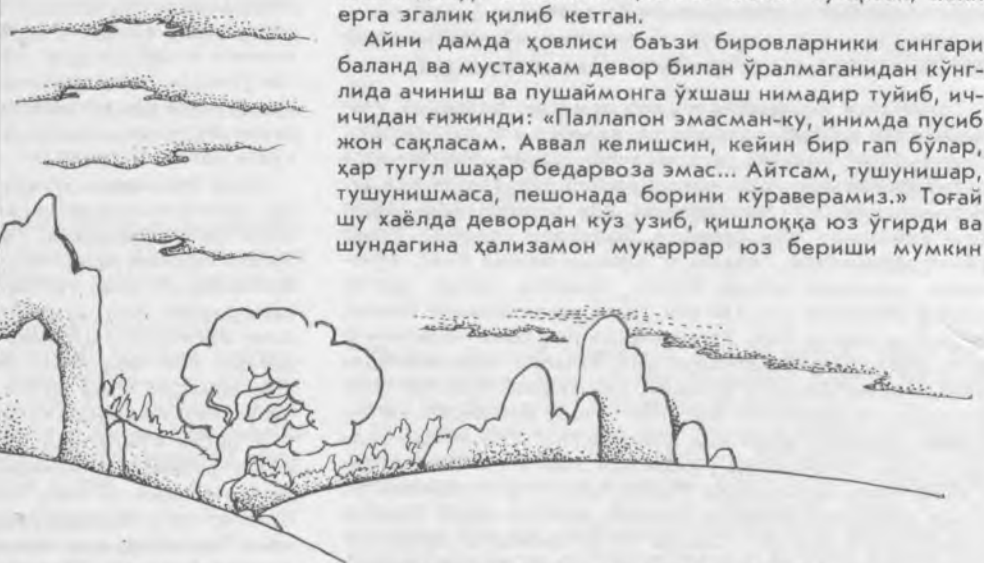 ерга эгалик қилиб кетган.
Айни дамда ҳовлиси баъзи бировларники сингари
баланд ва мустаҳкам девор билан ўралмаганидан кўнг-
лида ачиниш ва пушаймонга ўхшаш нимадир туйиб, ич-
ичидан ғижинди: «Паллапон эмасман-ку, инимда пусиб
жон сақласам. Аввал келишсин, кейин бир гап бўлар,
ҳар тугул шаҳар бедарвоза эмас... Айтсам, тушунишар,
тушунишмаса, пешонада борини кўраверамиз.» Тоғай
шу хаёлда девордан кўз узиб, қишлоққа юз ўгирди ва
шундагина ҳализамон муқаррар юз бериши мумкин